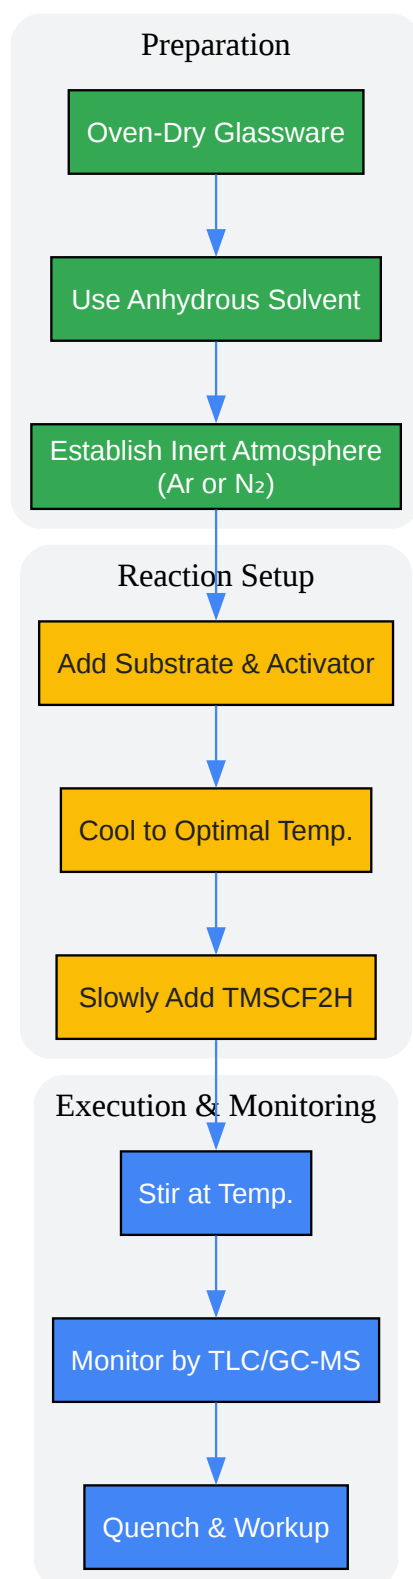 Preparation
Oven-Dry Glassware
Use Anhydrous Solvent
Establish Inert Atmosphere
(Ar or N₂)
Reaction Setup
Add Substrate & Activator
Cool to Optimal Temp.
Slowly Add TMSCF2H
Execution & Monitoring
Stir at Temp.
Monitor by TLC/GC-MS
Quench & Workup